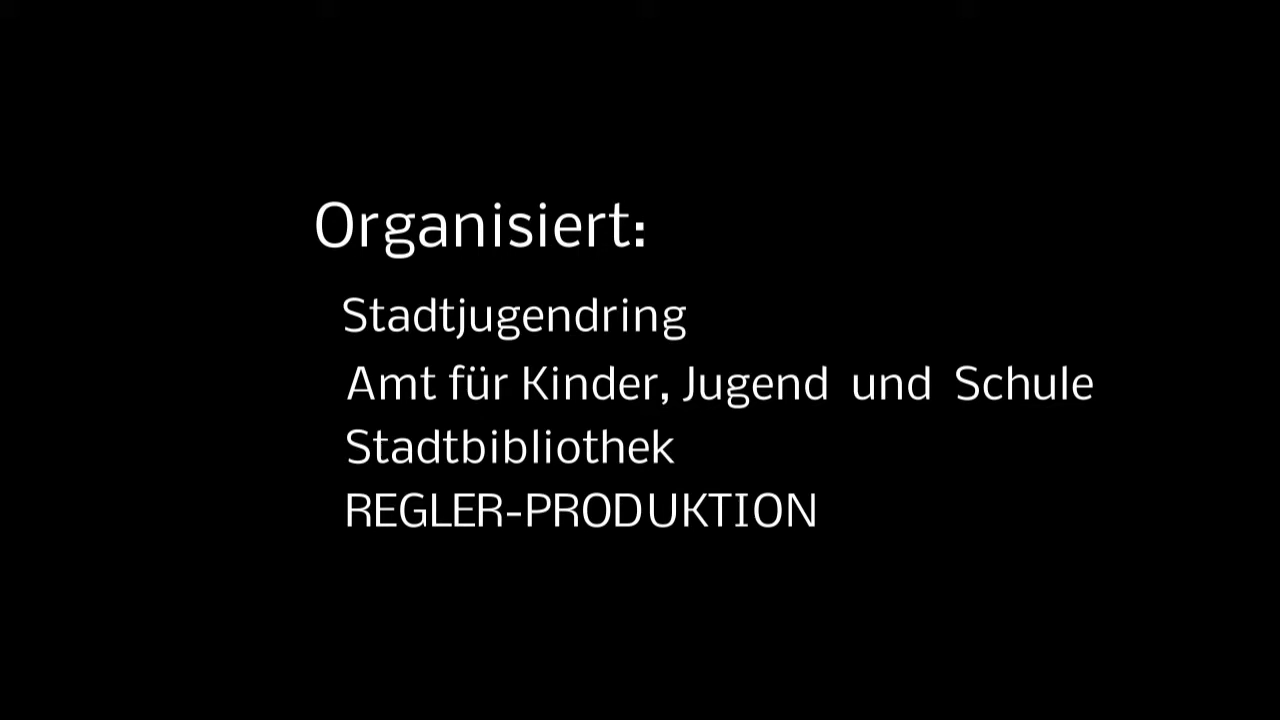 Organisiert:
Stadtjugendring
Amt für Kinder, Jugend und Schule
Stadtbibliothek
REGLER-PRODUKTION